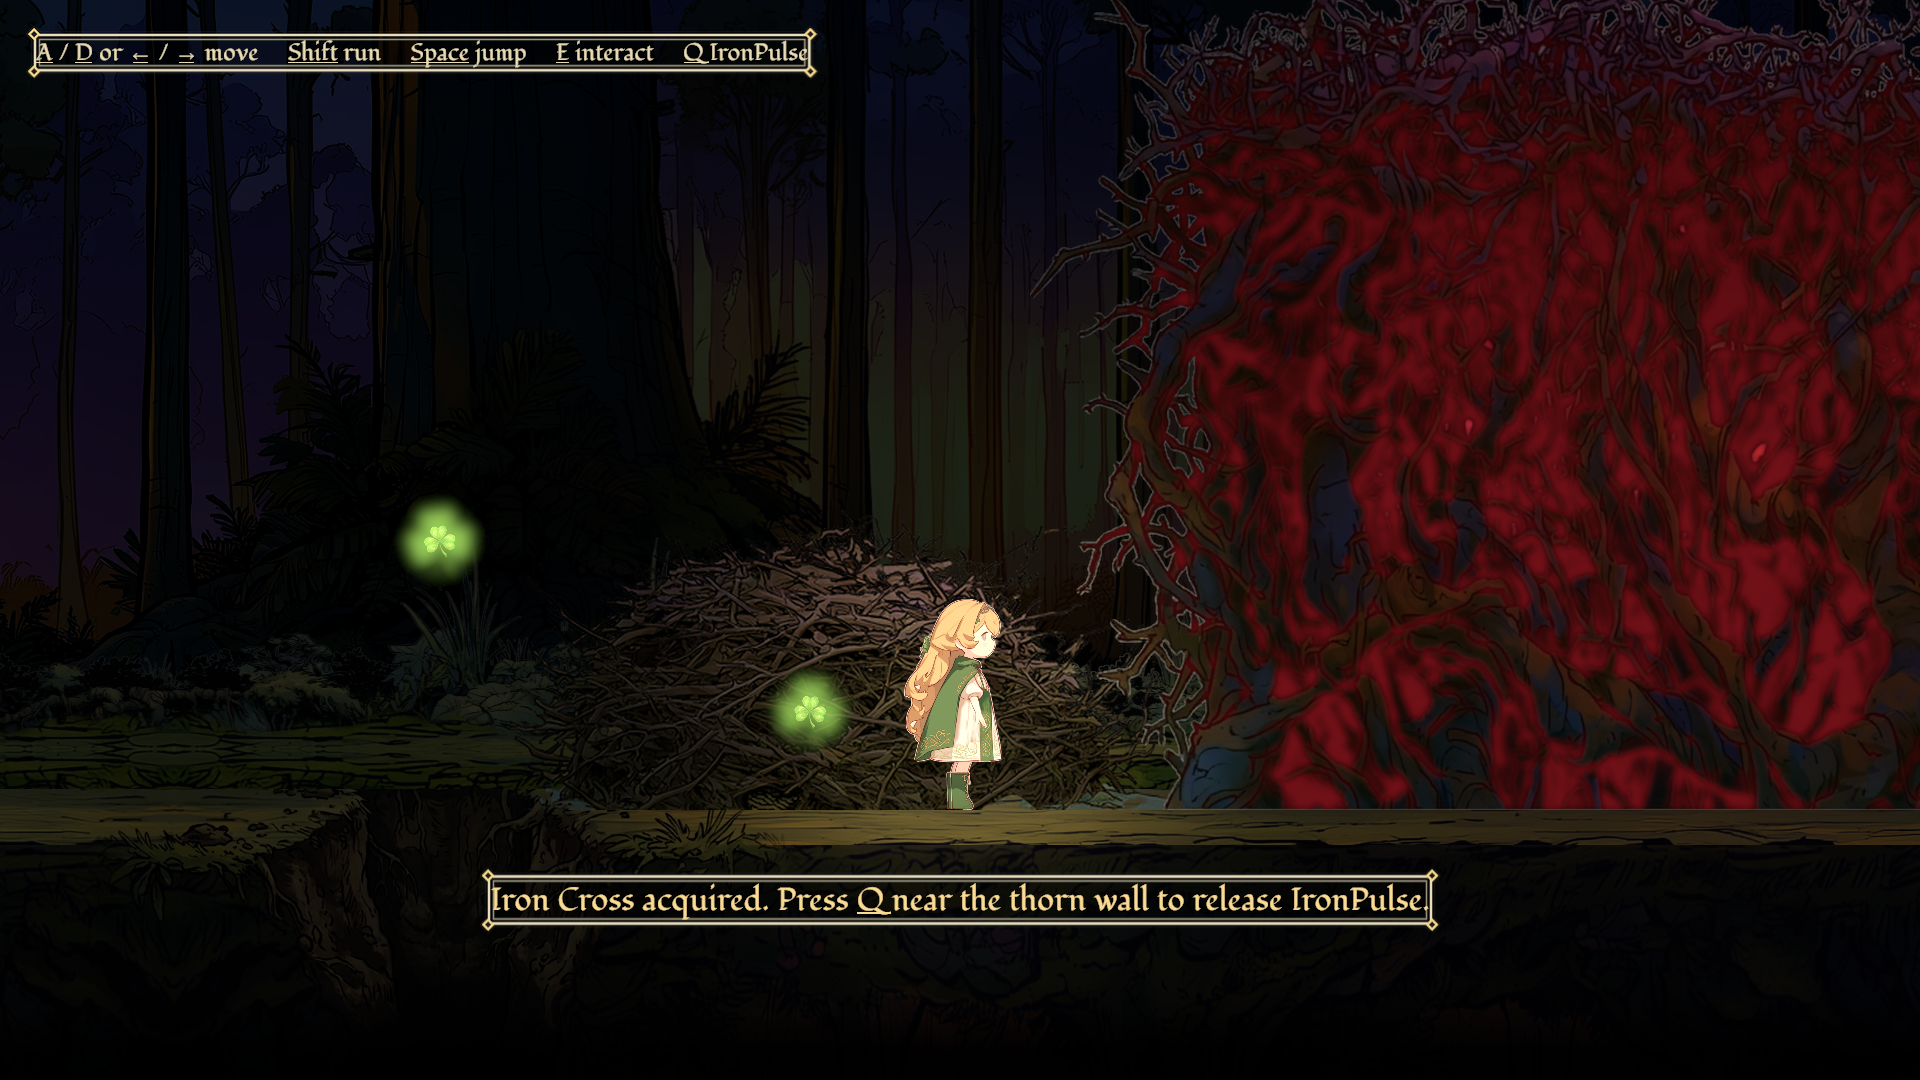 A / D or ← / → move Shift run Space jump E interact Q IronPulse
Iron Cross acquired. Press Q near the thorn wall to release IronPulse.